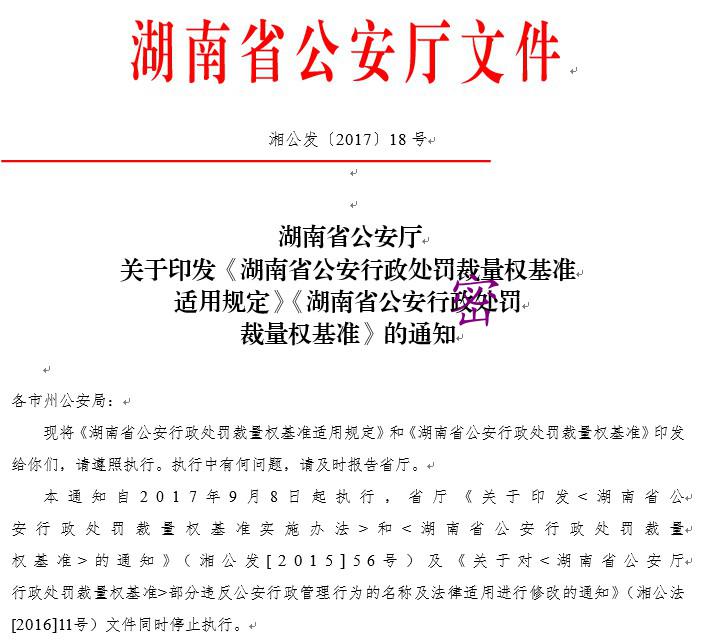 湖南省公安厅文件
湘公发〔2017〕18 号
湖南省公安厅
关于印发《湖南省公安行政处罚裁量权基准
适用规定》《湖南省公安行政处罚
裁量权基准》的通知
密
各市州公安局：
现将《湖南省公安行政处罚裁量权基准适用规定》和《湖南省公安行政处罚裁量权基准》印发
给你们，请遵照执行。执行中有何问题，请及时报告省厅。
本通知自2017年9月8日起执行，省厅《关于印发<湖南省公
安行政处罚裁量权基准实施办法>和<湖南省公安行政处罚裁量
权基准>的通知》（湘公发[2015]56号）及《关于对<湖南省公安厅
行政处罚裁量权基准>部分违反公安行政管理行为的名称及法律适用进行修改的通知》（湘公法
[2016]11号）文件同时停止执行。